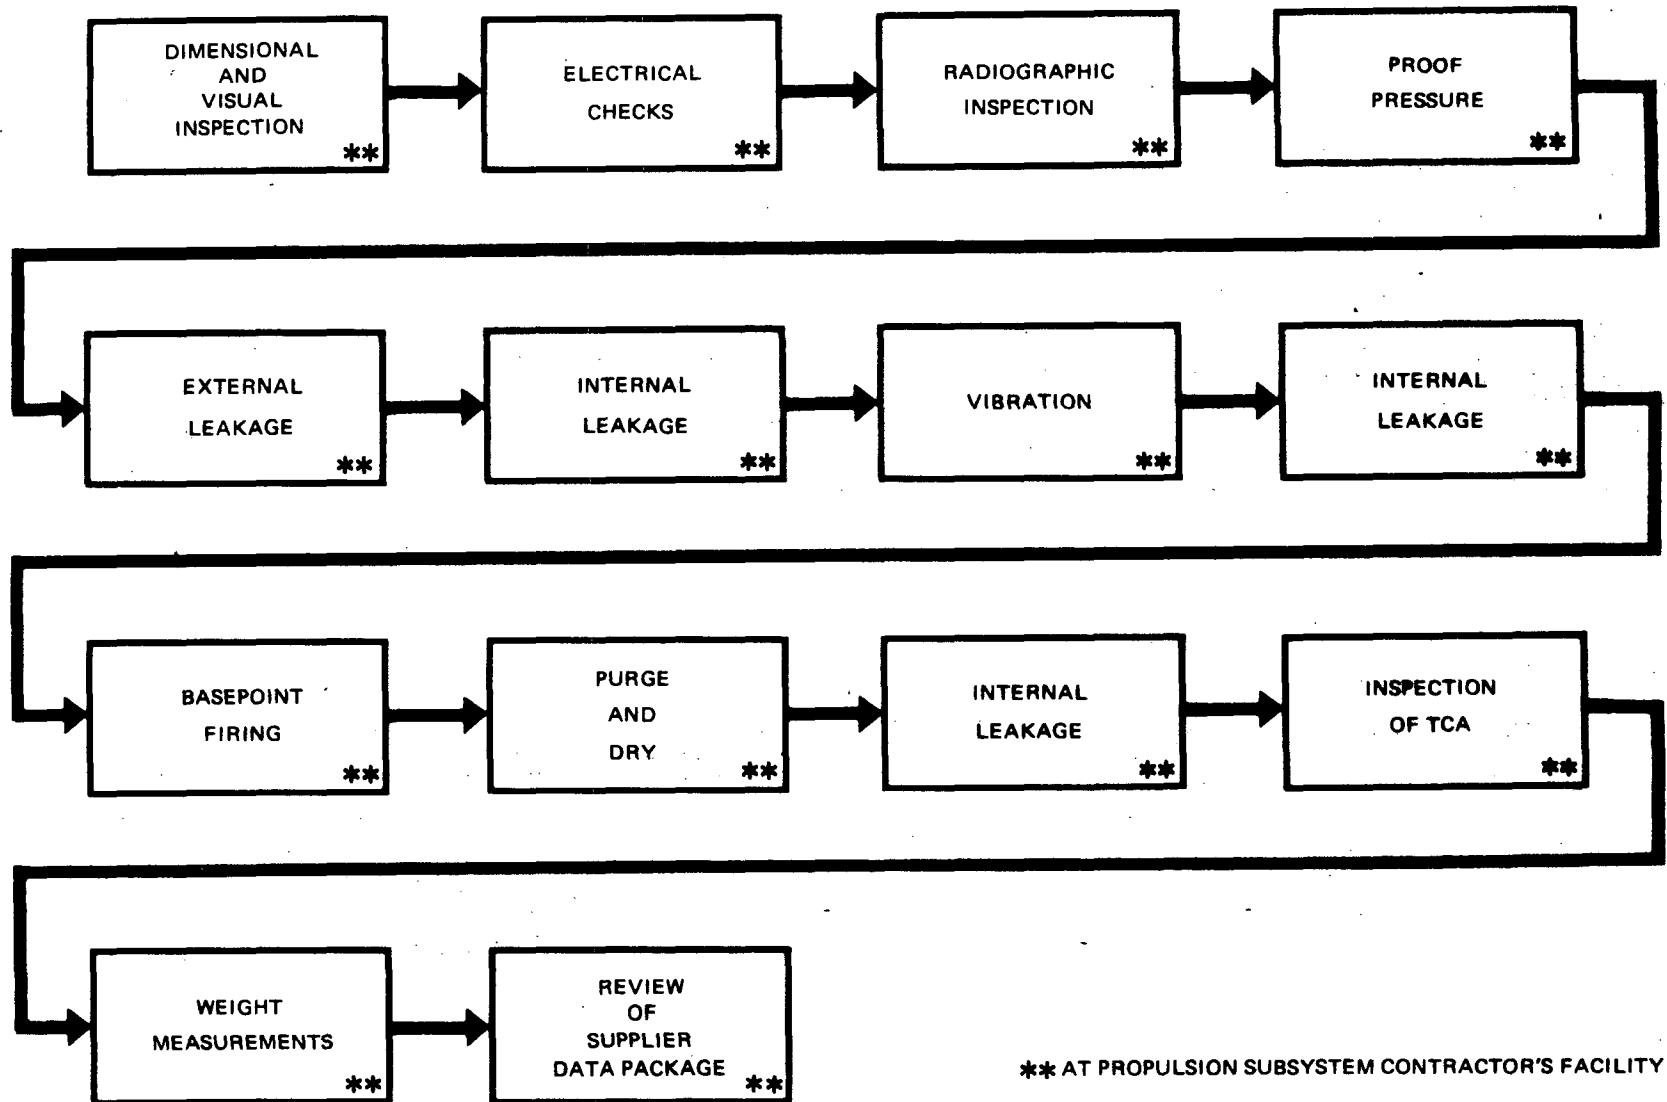 DIMENSIONAL
AND
VISUAL
INSPECTION
**
ELECTRICAL
CHECKS
**
RADIOGRAPHIC
INSPECTION
**
PROOF
PRESSURE
**
EXTERNAL
LEAKAGE
**
INTERNAL
LEAKAGE
**
VIBRATION
**
INTERNAL
LEAKAGE
**
BASEPOINT
FIRING
**
PURGE
AND
DRY
**
INTERNAL
LEAKAGE
**
INSPECTION
OF TCA
**
WEIGHT
MEASUREMENTS
**
REVIEW
OF
SUPPLIER
DATA PACKAGE
**
** AT PROPULSION SUBSYSTEM CONTRACTOR'S FACILITY